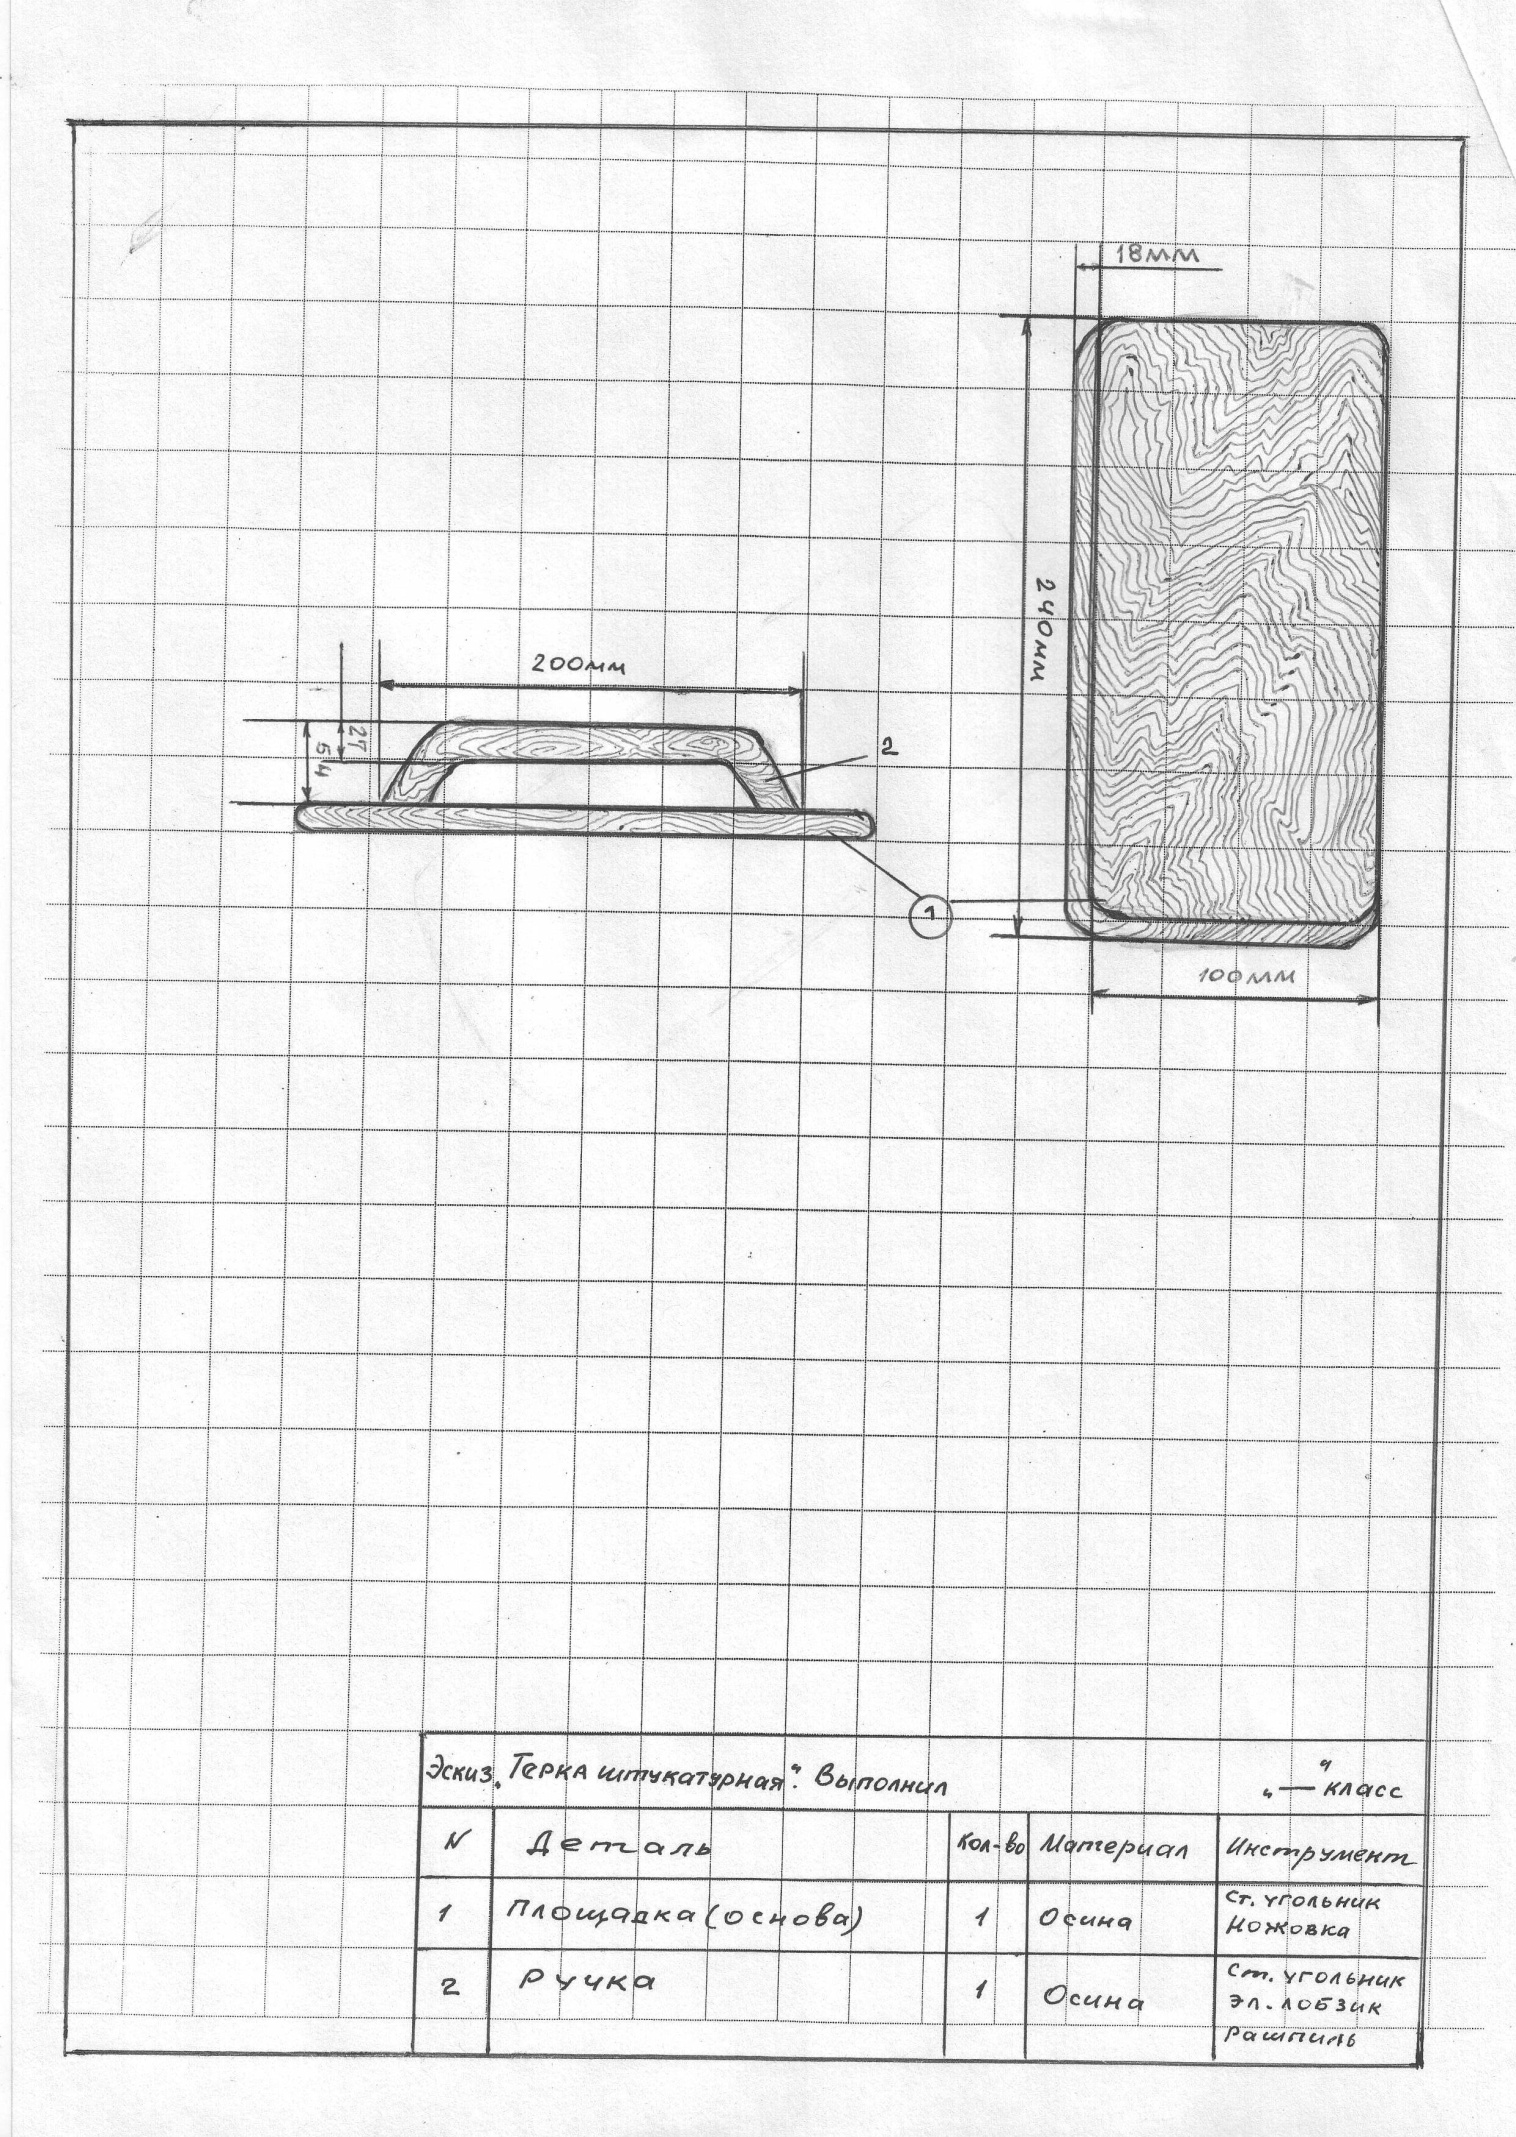 18мм
240мм
200мм
27
54
2
1
100мм
Эскиз „Терка штукатурная“. Выполнил „—“ класс
N Деталь Кол-во Материал Инструмент
1 Площадка (основа) 1 Осина Ст. угольник
Ножовка
2 Ручка 1 Осина Ст. угольник
Эл. лобзик
Рашпиль